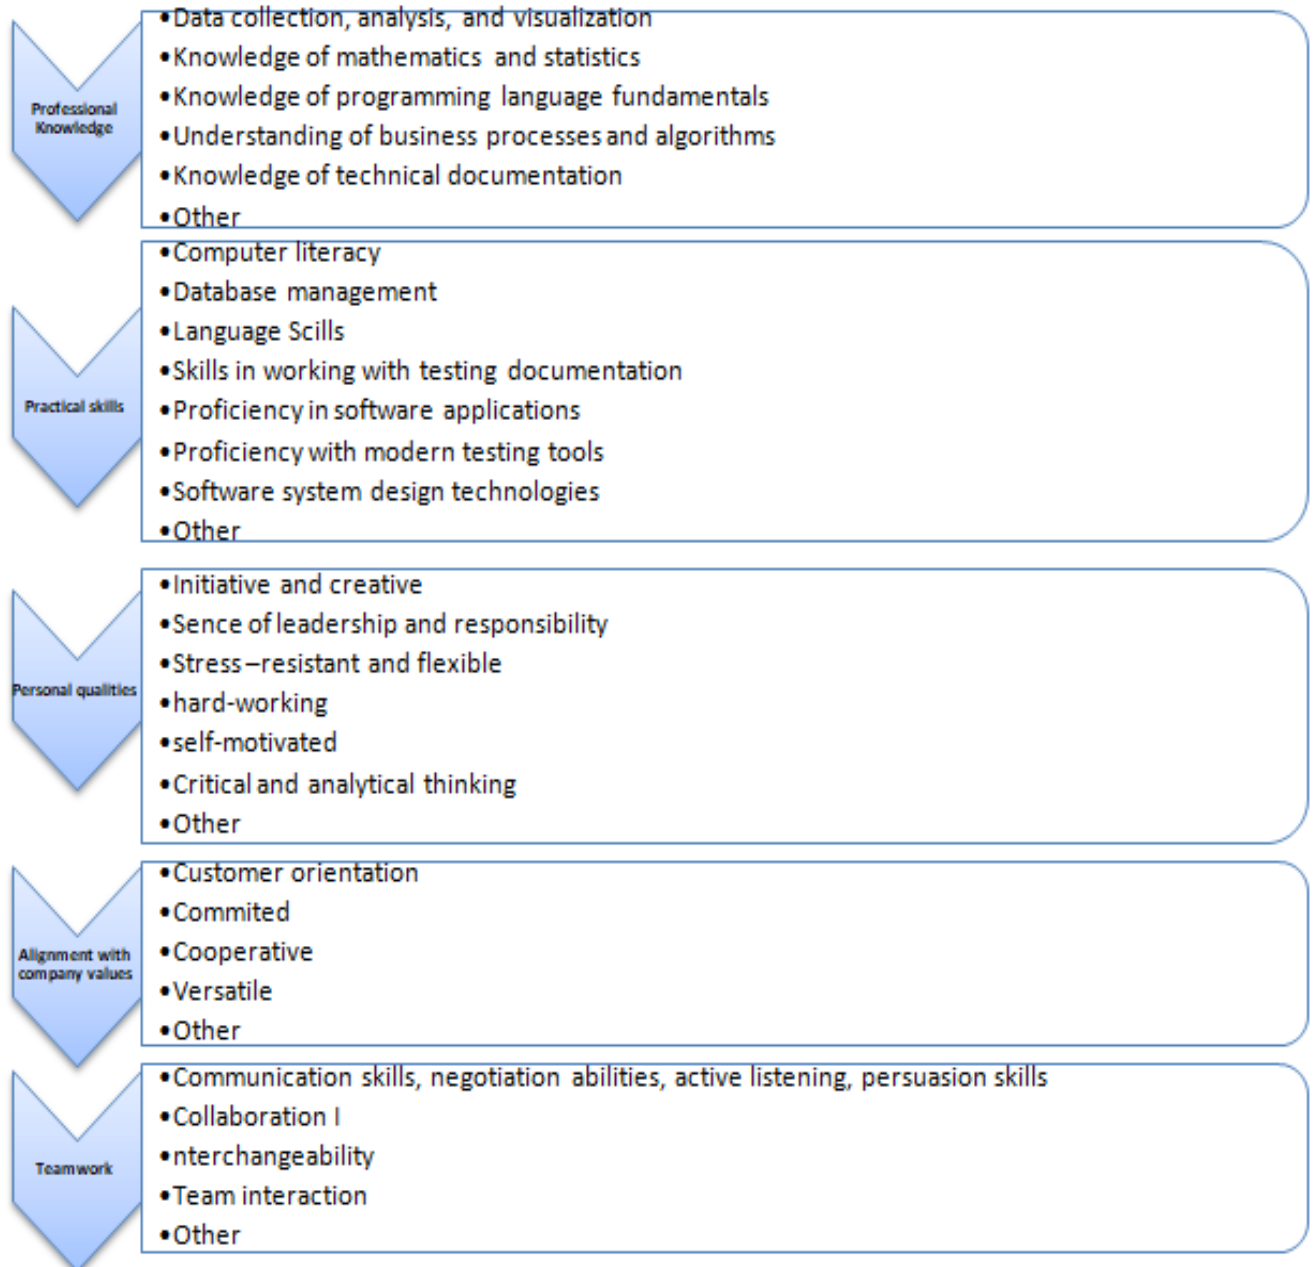 Professional
Knowledge
•Data collection, analysis, and visualization
•Knowledge of mathematics and statistics
•Knowledge of programming language fundamentals
•Understanding of business processes and algorithms
•Knowledge of technical documentation
•Other
Practical skills
•Computer literacy
•Database management
•Language Scills
•Skills in working with testing documentation
•Proficiency in software applications
•Proficiency with modern testing tools
•Software system design technologies
•Other
Personal qualities
•Initiative and creative
•Sence of leadership and responsibility
•Stress –resistant and flexible
•hard-working
•self-motivated
•Critical and analytical thinking
•Other
Alignment with
company values
•Customer orientation
•Commited
•Cooperative
•Versatile
•Other
Teamwork
•Communication skills, negotiation abilities, active listening, persuasion skills
•Collaboration I
•nterchangeability
•Team interaction
•Other